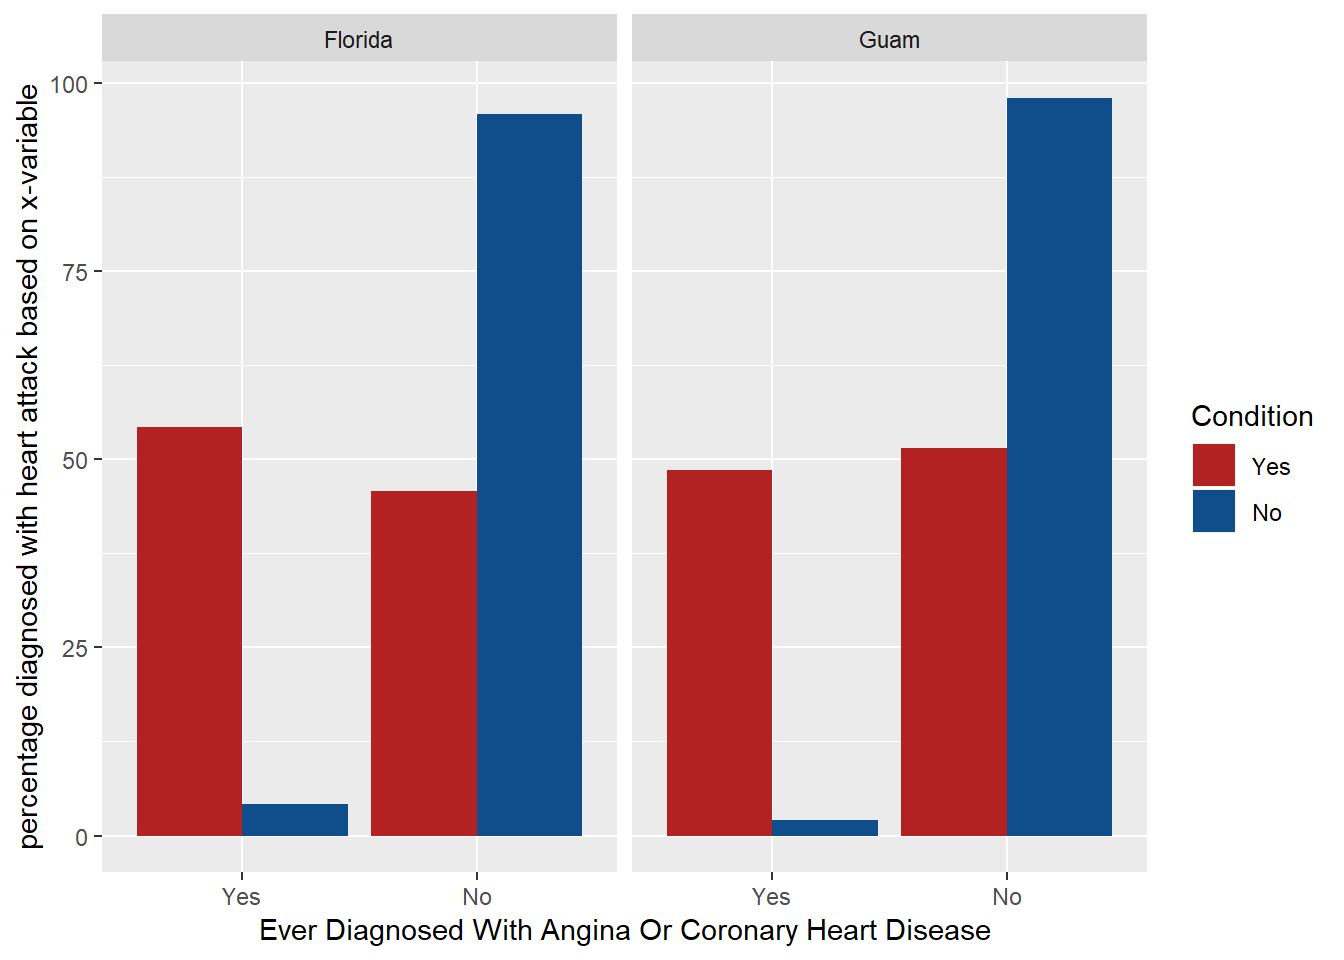 Florida
Guam
percentage diagnosed with heart attack based on x-variable
100
75
50
25
0
Yes
No
Yes
No
Ever Diagnosed With Angina Or Coronary Heart Disease
Condition
Yes
No